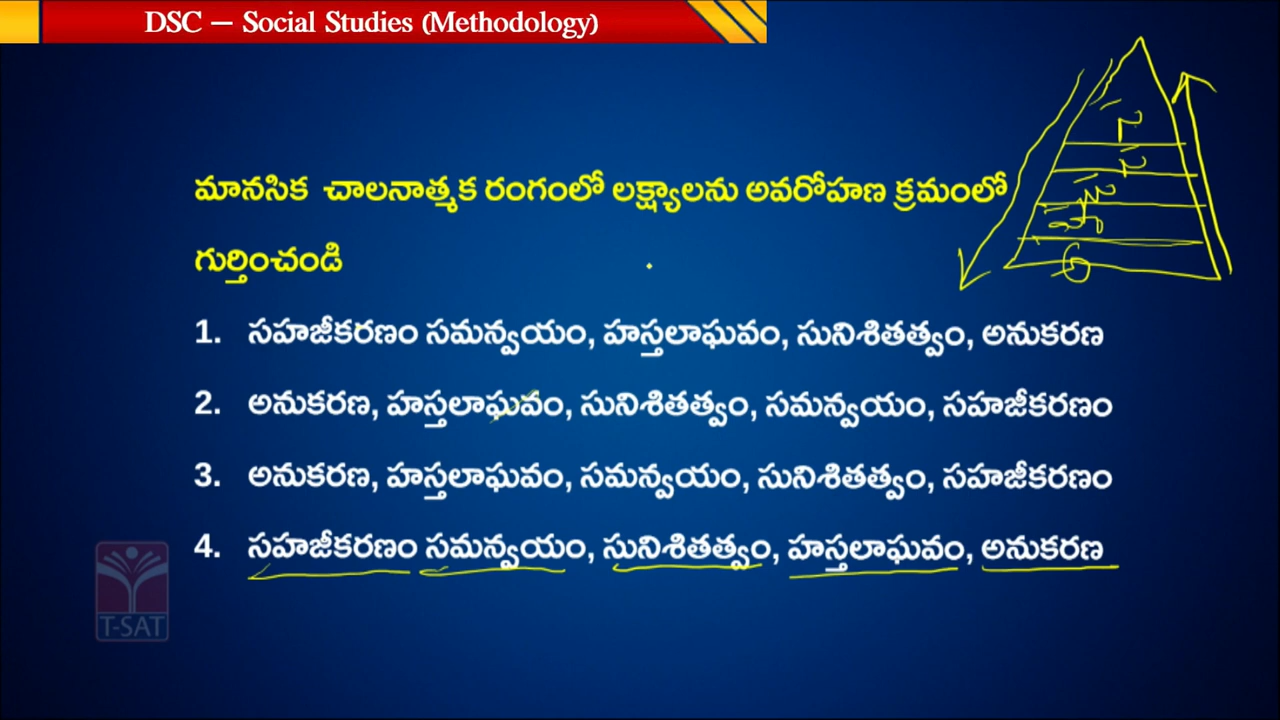 DSC – Social Studies (Methodology)
మానసిక చాలనాత్మక రంగంలో లక్ష్యాలను అవరోహణ క్రమంలో
గుర్తించండి
1. సహజీకరణం సమన్వయం, హస్తలాఘవం, సునిశితత్వం, అనుకరణ
2. అనుకరణ, హస్తలాఘవం, సునిశితత్వం, సమన్వయం, సహజీకరణం
3. అనుకరణ, హస్తలాఘవం, సమన్వయం, సునిశితత్వం, సహజీకరణం
4. సహజీకరణం సమన్వయం, సునిశితత్వం, హస్తలాఘవం, అనుకరణ
T-SAT